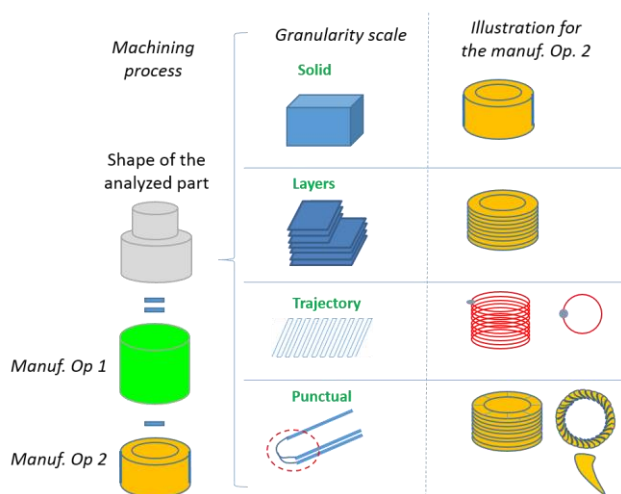 Machining
process
Granularity scale
Illustration for
the manuf. Op. 2
Solid
Shape of the
analyzed part
Layers
Trajectory
Manuf. Op 1
Punctual
Manuf. Op 2